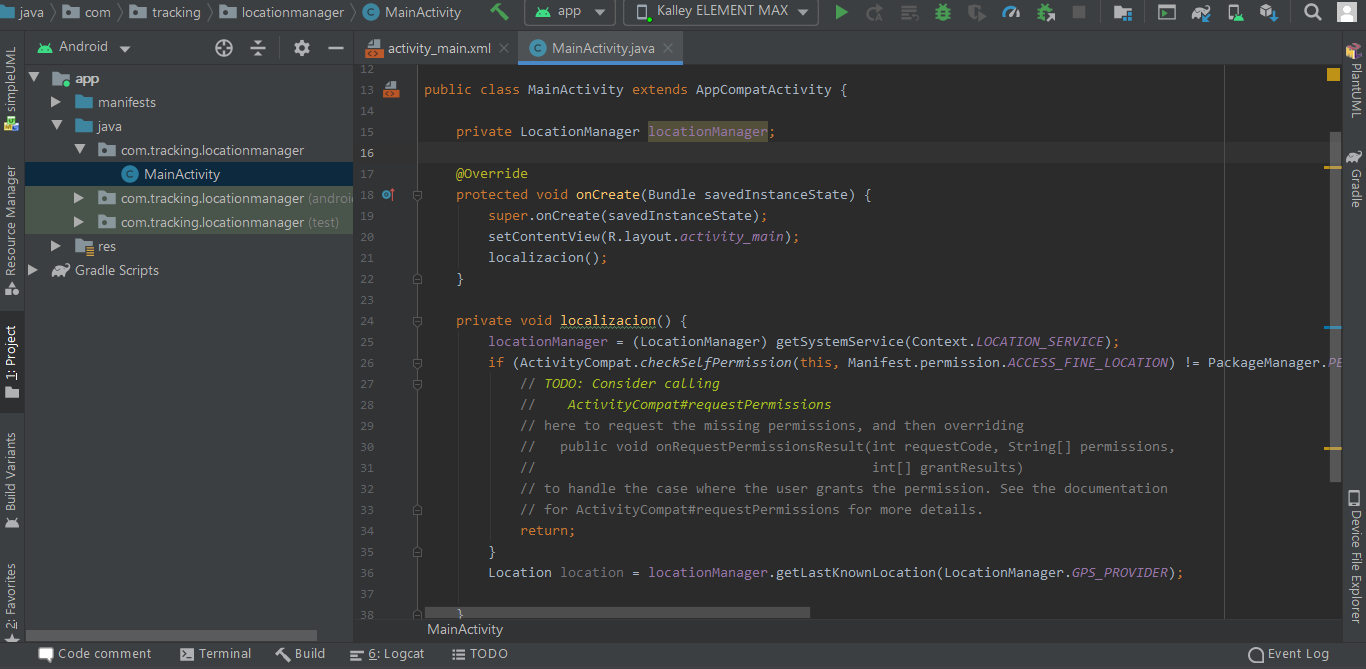 java com tracking locationmanager MainActivity app Kalley ELEMENT MAX
Android
activity_main.xml MainActivity.java
app
manifests
java
com.tracking.locationmanager
MainActivity
com.tracking.locationmanager
com.tracking.locationmanager (test)
res
Gradle Scripts
simpleUML
Resource Manager
1: Project
Build Variants
2: Favorites
12
13 public class MainActivity extends AppCompatActivity {
14
15 private LocationManager locationManager;
16
17 @Override
18 protected void onCreate(Bundle savedInstanceState) {
19 super.onCreate(savedInstanceState);
20 setContentView(R.layout.activity_main);
21 localizacion();
22 }
23
24 private void localizacion() {
25 locationManager = (LocationManager) getSystemService(Context.LOCATION_SERVICE);
26 if (ActivityCompat.checkSelfPermission(this, Manifest.permission.ACCESS_FINE_LOCATION) != PackageManager.PE
27 // TODO: Consider calling
28 // ActivityCompat#requestPermissions
29 // here to request the missing permissions, and then overriding
30 // public void onRequestPermissionsResult(int requestCode, String[] permissions,
31 // int[] grantResults)
32 // to handle the case where the user grants the permission. See the documentation
33 // for ActivityCompat#requestPermissions for more details.
34 return;
35 }
36 Location location = locationManager.getLastKnownLocation(LocationManager.GPS_PROVIDER);
37
38 }
MainActivity
PlantUML
Gradle
Device File Explorer
Code comment Terminal Build 6: Logcat TODO Event Log